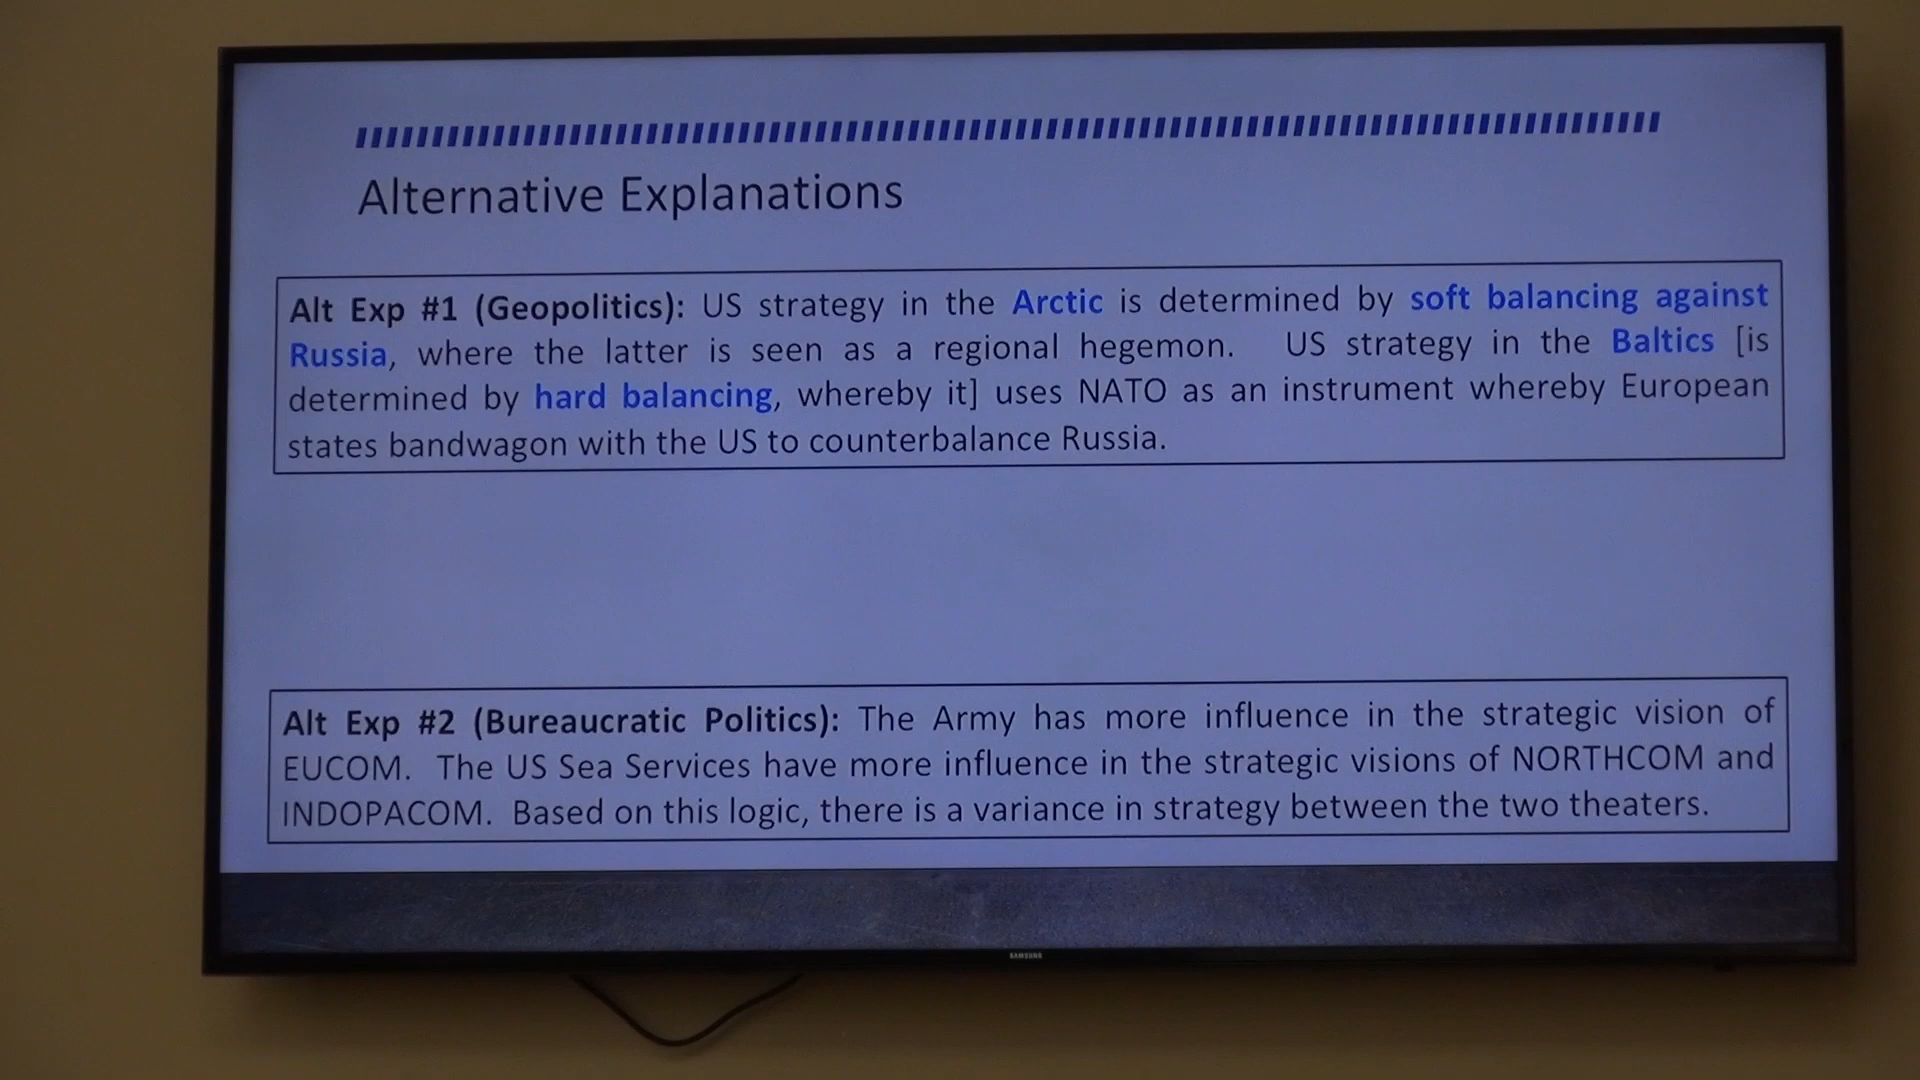 Alternative Explanations
Alt Exp #1 (Geopolitics): US strategy in the Arctic is determined by soft balancing against
Russia, where the latter is seen as a regional hegemon. US strategy in the Baltics [is
determined by hard balancing, whereby it] uses NATO as an instrument whereby European
states bandwagon with the US to counterbalance Russia.
Alt Exp #2 (Bureaucratic Politics): The Army has more influence in the strategic vision of
EUCOM. The US Sea Services have more influence in the strategic visions of NORTHCOM and
INDOPACOM. Based on this logic, there is a variance in strategy between the two theaters.
SAMSUNG